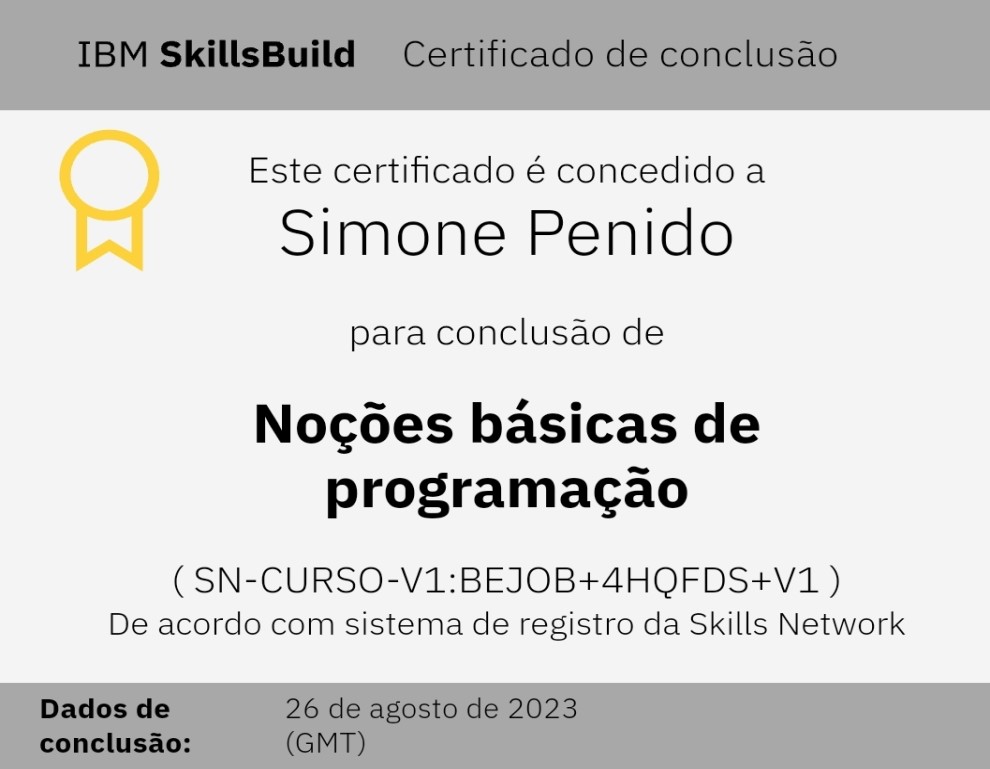 IBM SkillsBuild Certificado de conclusão
Este certificado é concedido a
Simone Penido
para conclusão de
Noções básicas de
programação
( SN-CURSO-V1:BEJOB+4HQFDS+V1 )
De acordo com sistema de registro da Skills Network
Dados de
conclusão:
26 de agosto de 2023
(GMT)